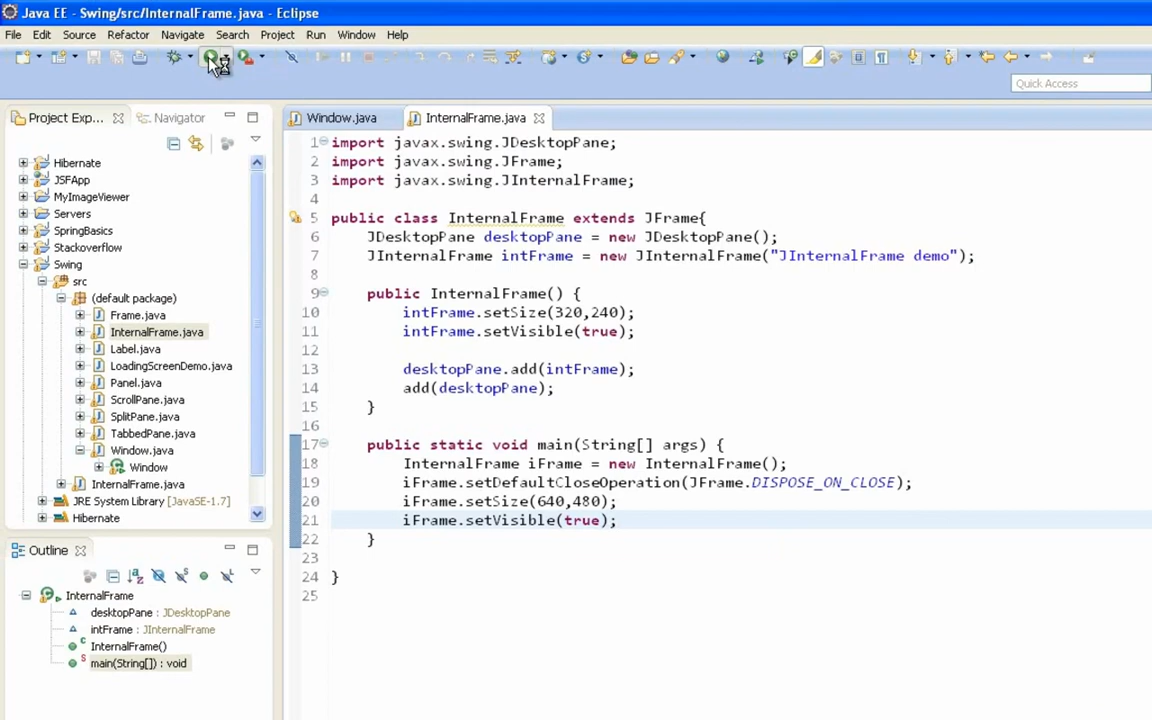 Java EE - Swing/src/InternalFrame.java - Eclipse
File Edit Source Refactor Navigate Search Project Run Window Help
Quick Access
Project Exp... Navigator
Hibernate
JSFApp
MyImageViewer
Servers
SpringBasics
Stackoverflow
Swing
src
(default package)
Frame.java
InternalFrame.java
Label.java
LoadingScreenDemo.java
Panel.java
ScrollPane.java
SplitPane.java
TabbedPane.java
Window.java
Window
InternalFrame.java
JRE System Library [JavaSE-1.7]
Hibernate
Outline
InternalFrame
desktopPane : JDesktopPane
intFrame : JInternalFrame
InternalFrame()
main(String[]) : void
Window.java InternalFrame.java
1 import javax.swing.JDesktopPane;
2 import javax.swing.JFrame;
3 import javax.swing.JInternalFrame;
4
5 public class InternalFrame extends JFrame{
6 JDesktopPane desktopPane = new JDesktopPane();
7 JInternalFrame intFrame = new JInternalFrame("JInternalFrame demo");
8
9 public InternalFrame() {
10 intFrame.setSize(320,240);
11 intFrame.setVisible(true);
12
13 desktopPane.add(intFrame);
14 add(desktopPane);
15 }
16
17 public static void main(String[] args) {
18 InternalFrame iFrame = new InternalFrame();
19 iFrame.setDefaultCloseOperation(JFrame.DISPOSE_ON_CLOSE);
20 iFrame.setSize(640,480);
21 iFrame.setVisible(true);
22 }
23
24 }
25